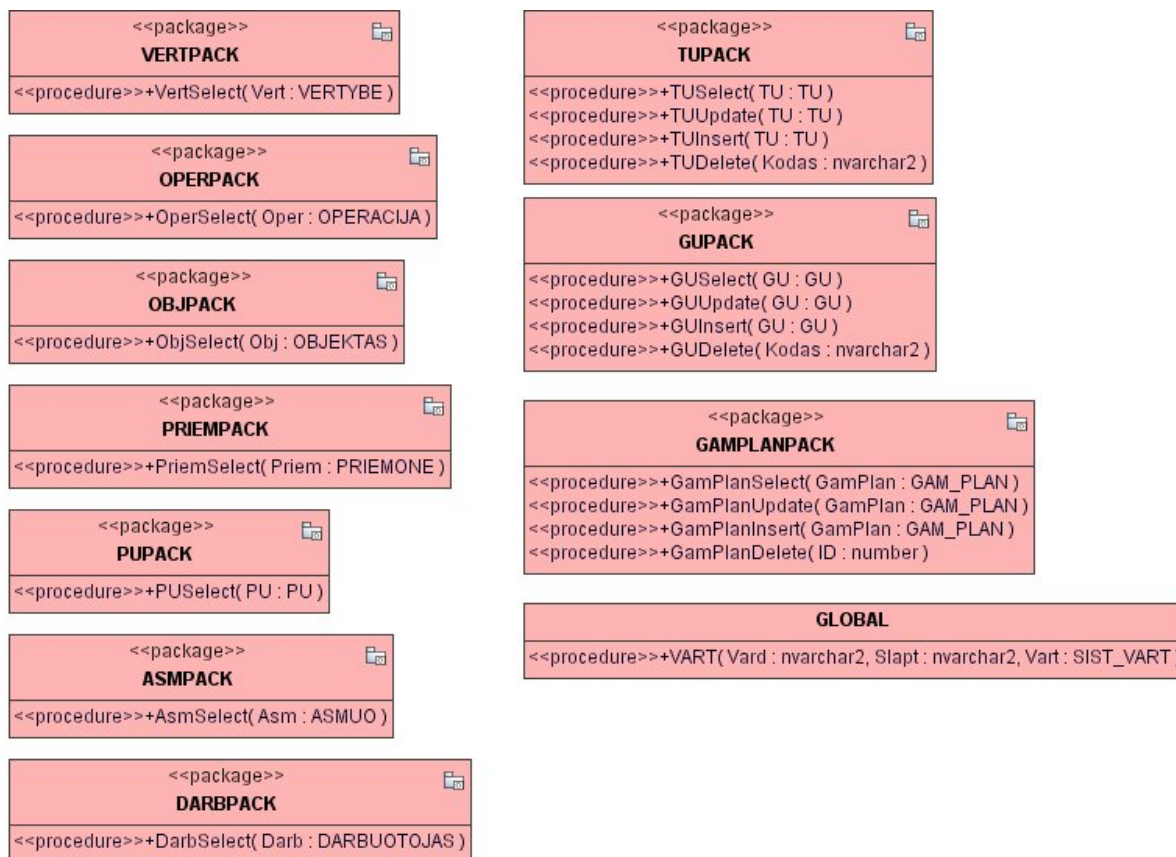 <<package>>
VERTPACK
<<procedure>>+VertSelect( Vert : VERTYBE )
<<package>>
OPERPACK
<<procedure>>+OperSelect( Oper : OPERACIJA )
<<package>>
OBJPACK
<<procedure>>+ObjSelect( Obj : OBJEKTAS )
<<package>>
PRIEMPACK
<<procedure>>+PriemSelect( Priem : PRIEMONE )
<<package>>
PUPACK
<<procedure>>+PUSelect( PU : PU )
<<package>>
ASMPACK
<<procedure>>+AsmSelect( Asm : ASMUO )
<<package>>
DARBPACK
<<procedure>>+DarbSelect( Darb : DARBUOTOJAS )
<<package>>
TUPACK
<<procedure>>+TUSelect( TU : TU )
<<procedure>>+TUUpdate( TU : TU )
<<procedure>>+TUInsert( TU : TU )
<<procedure>>+TUDelete( Kodas : nvarchar2 )
<<package>>
GUPACK
<<procedure>>+GUSelect( GU : GU )
<<procedure>>+GUUpdate( GU : GU )
<<procedure>>+GUInsert( GU : GU )
<<procedure>>+GUDelete( Kodas : nvarchar2 )
<<package>>
GAMPLANPACK
<<procedure>>+GamPlanSelect( GamPlan : GAM_PLAN )
<<procedure>>+GamPlanUpdate( GamPlan : GAM_PLAN )
<<procedure>>+GamPlanInsert( GamPlan : GAM_PLAN )
<<procedure>>+GamPlanDelete( ID : number )
GLOBAL
<<procedure>>+VART( Vard : nvarchar2, Slapt : nvarchar2, Vart : SIST_VART )